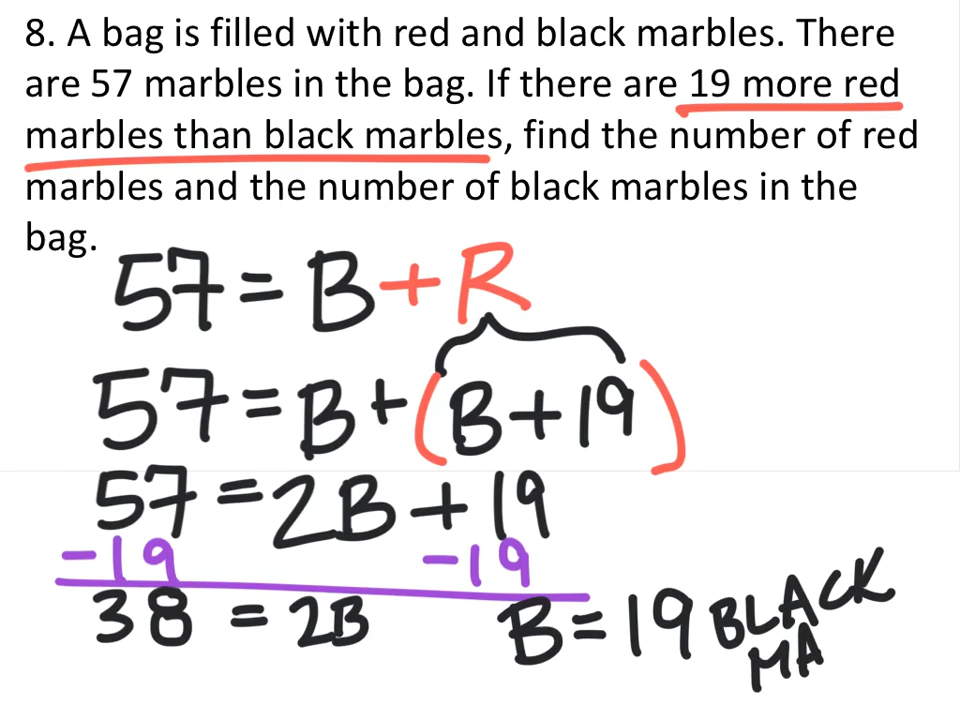 8. A bag is filled with red and black marbles. There
are 57 marbles in the bag. If there are 19 more red
marbles than black marbles, find the number of red
marbles and the number of black marbles in the
bag.
57 = B + R
57 = B + (B + 19)
57 = 2B + 19
-19 -19
38 = 2B
B = 19 BLACK
MA